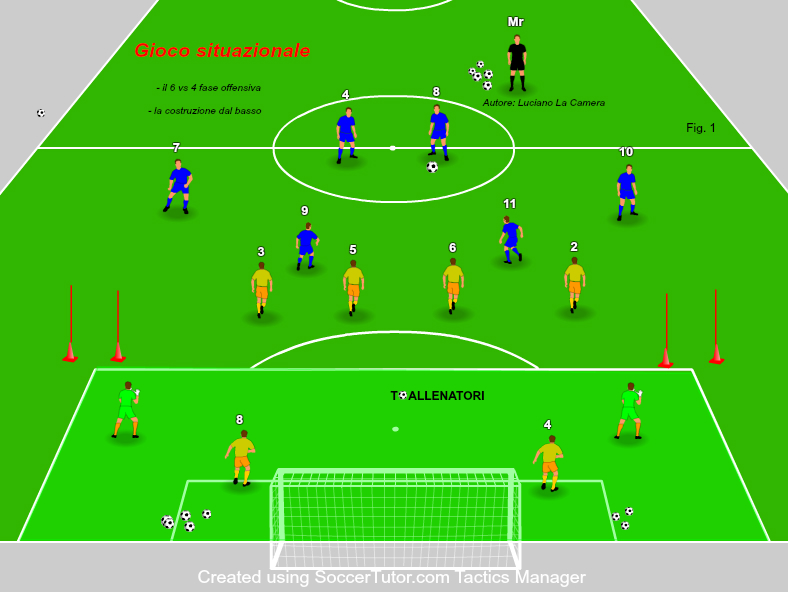 Mr
Gioco situazionale
- il 6 vs 4 fase offensiva
4
8
Autore: Luciano La Camera
- la costruzione dal basso
Fig. 1
7
10
9
11
3
5
6
2
T ALLENATORI
8
4
Created using SoccerTutor.com Tactics Manager